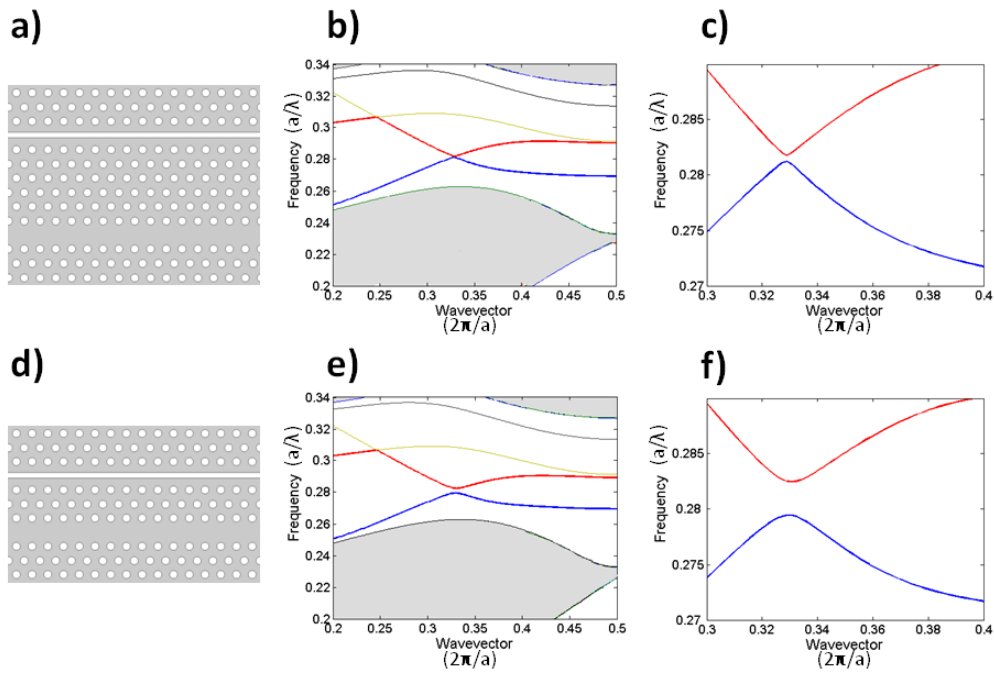 a)
b)
c)
0.34
0.32
0.3
0.28
0.26
0.24
0.22
0.2
Frequency (a/λ)
0.2 0.25 0.3 0.35 0.4 0.45 0.5
Wavevector
(2π/a)
0.285
0.28
0.275
0.27
Frequency (a/λ)
0.3 0.32 0.34 0.36 0.38 0.4
Wavevector
(2π/a)
d)
e)
f)
0.34
0.32
0.3
0.28
0.26
0.24
0.22
0.2
Frequency (a/λ)
0.2 0.25 0.3 0.35 0.4 0.45 0.5
Wavevector
(2π/a)
0.285
0.28
0.275
0.27
Frequency (a/λ)
0.3 0.32 0.34 0.36 0.38 0.4
Wavevector
(2π/a)